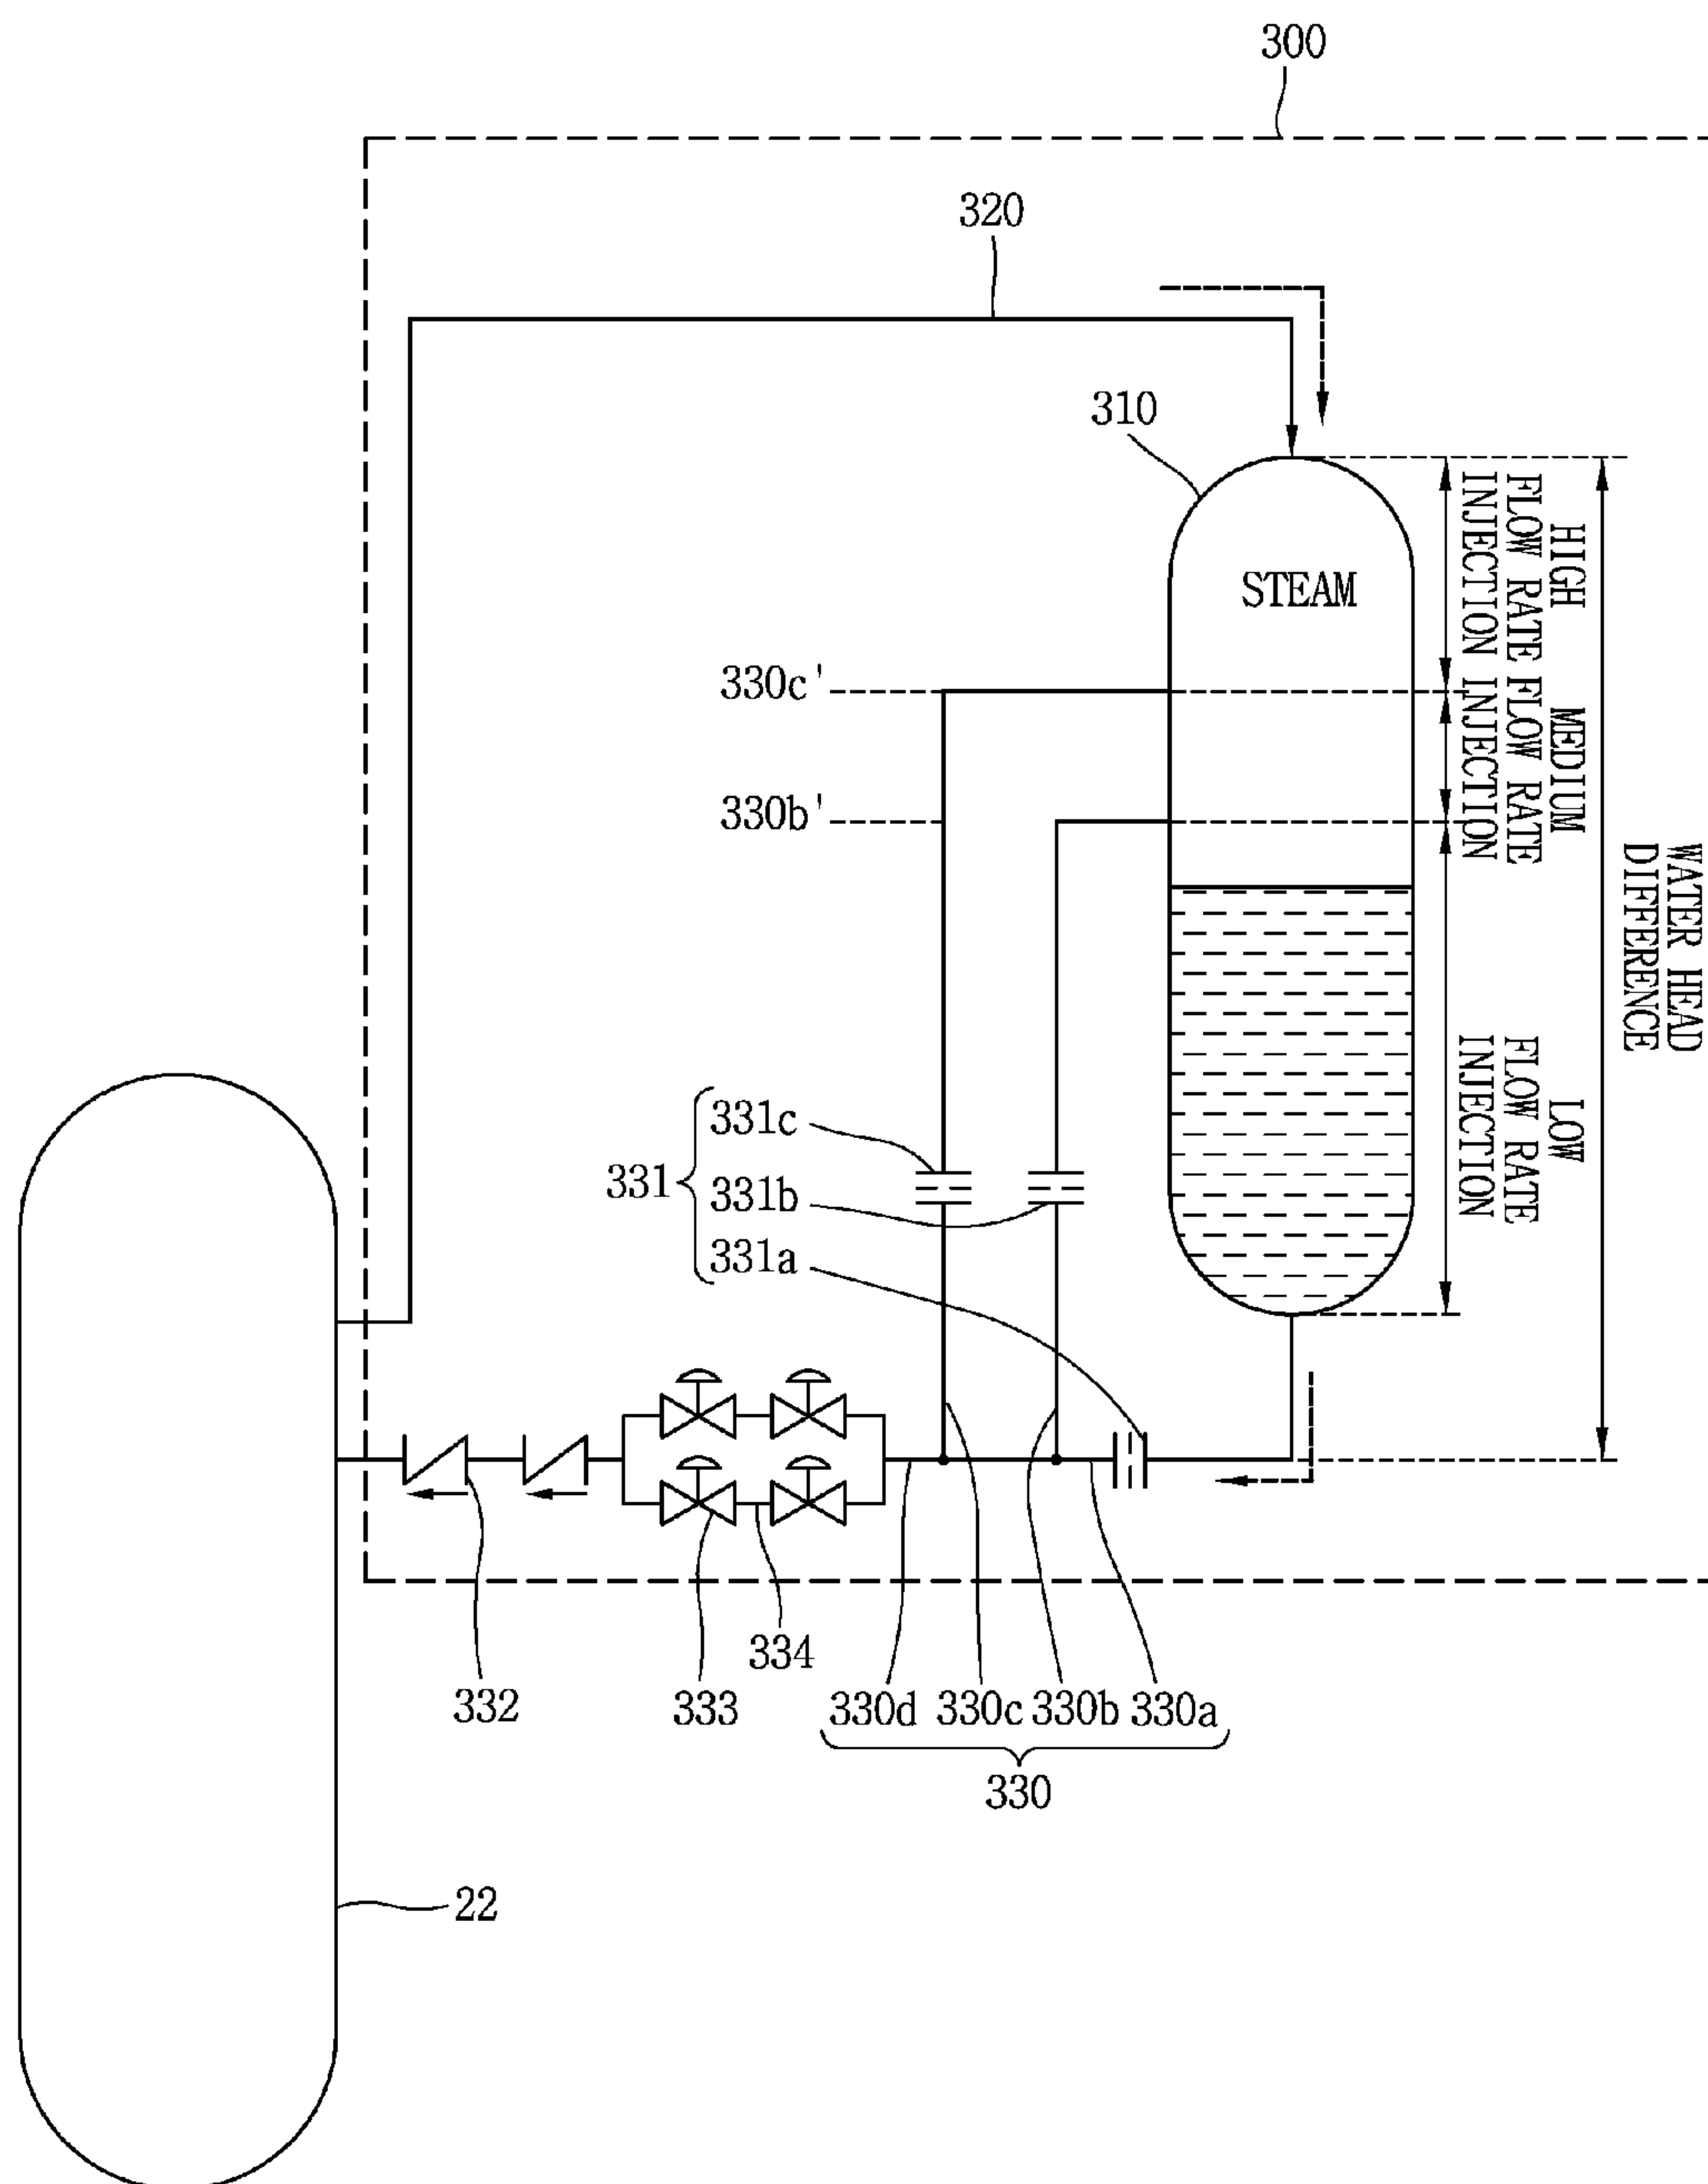 300
320
310
STEAM
HIGH
FLOW RATE
INJECTION
330c'
MEDIUM
FLOW RATE
INJECTION
330b'
WATER HEAD
DIFFERENCE
LOW
FLOW RATE
INJECTION
331
331c
331b
331a
332
333
334
330d 330c 330b 330a
330
22